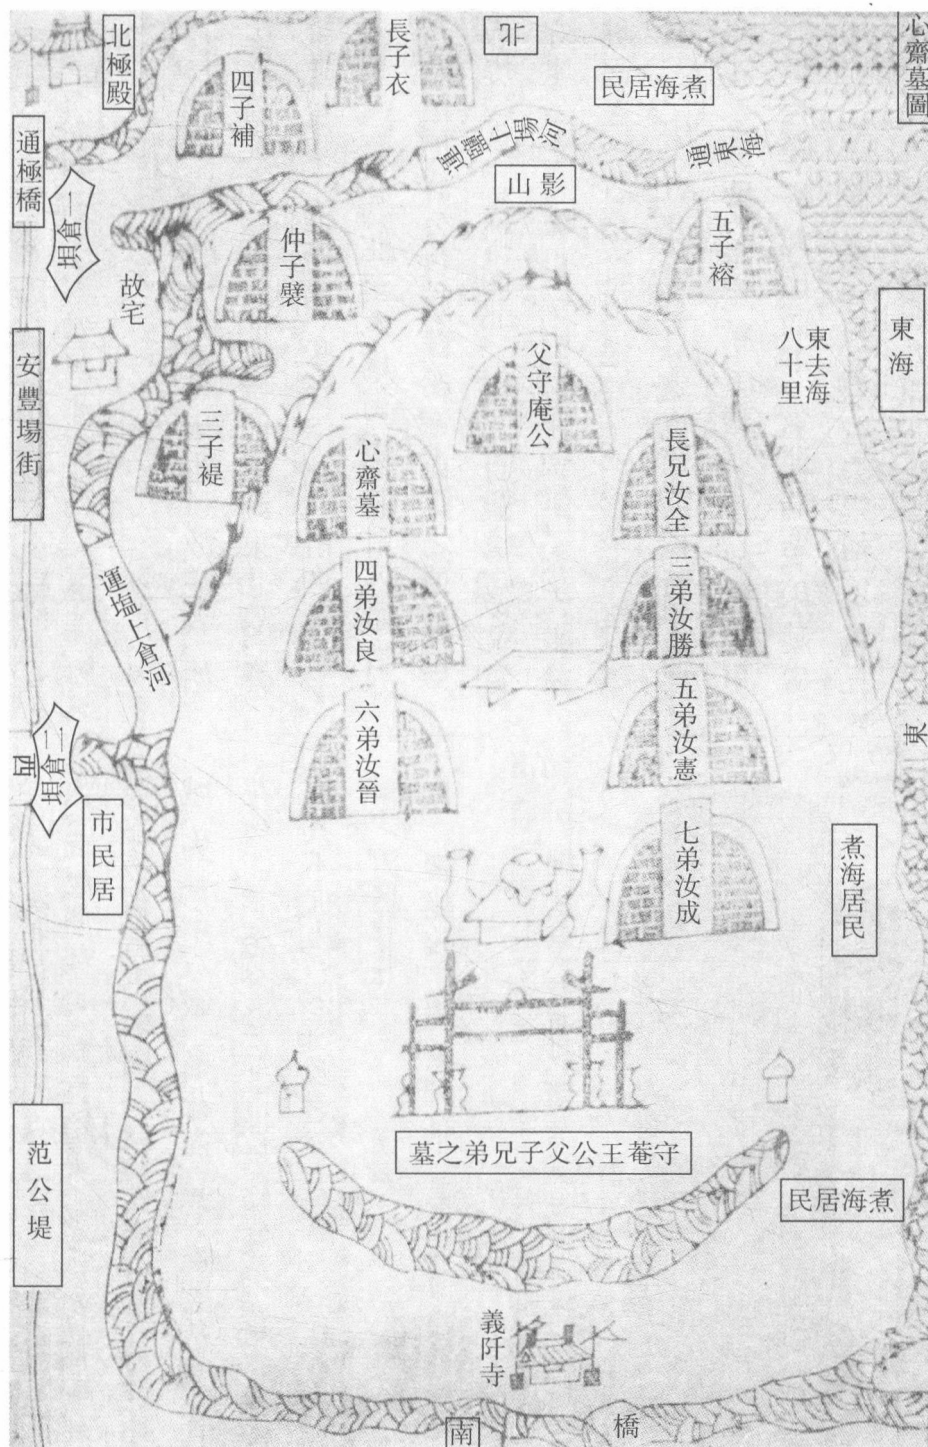 心齋墓圖
北
長子衣
四子補
北極殿
煮海居民
運鹽上場河
通東海
通極橋
一倉垻
影山
五子褣
仲子襞
故宅
東海
東去海
八十里
安豐場街
父守庵公
三子褆
心齋墓
長兄汝全
四弟汝良
三弟汝勝
運塩上倉河
六弟汝晉
五弟汝憲
東
二倉垻
西
市民居
七弟汝成
煮海居民
守菴王公父子兄弟之墓
范公堤
煮海居民
義阡寺
橋
南